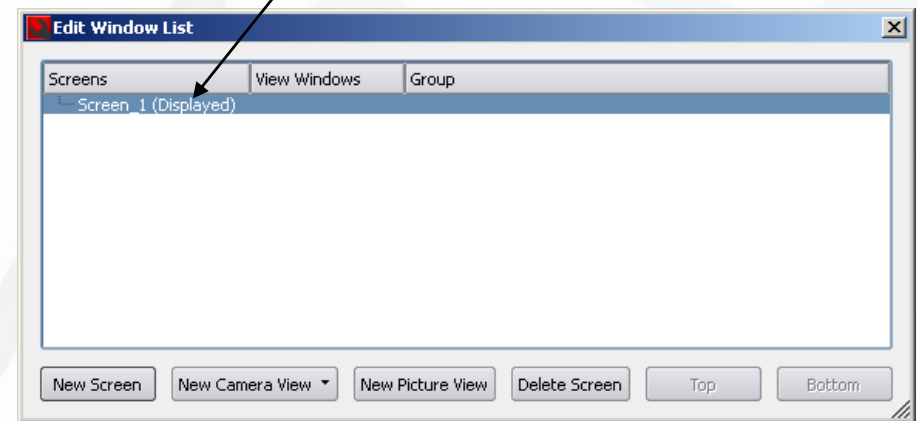 Edit Window List
Screens View Windows Group
Screen_1 (Displayed)
New Screen New Camera View New Picture View Delete Screen Top Bottom